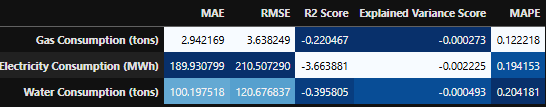 MAE RMSE R2 Score Explained Variance Score MAPE
Gas Consumption (tons) 2.942169 3.638249 -0.220467 -0.000273 0.122218
Electricity Consumption (MWh) 189.930799 210.507290 -3.663881 -0.002225 0.194153
Water Consumption (tons) 100.197518 120.676837 -0.395805 -0.000493 0.204181